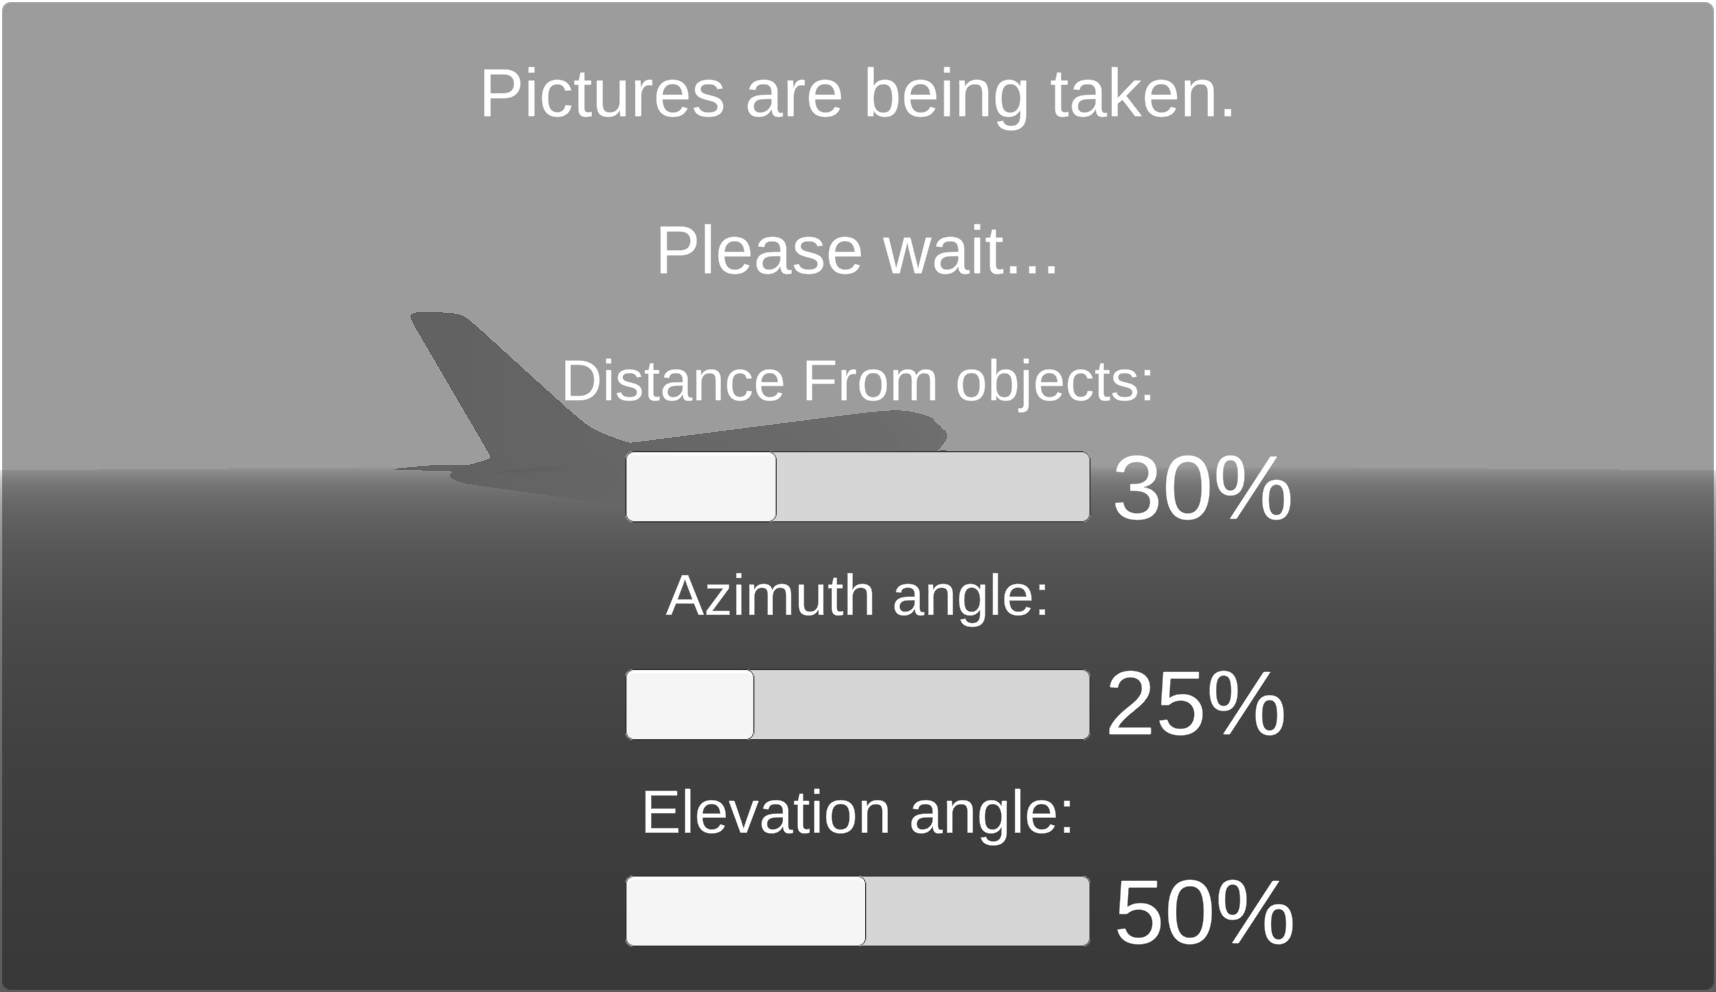 Pictures are being taken.
Please wait...
Distance From objects:
30%
Azimuth angle:
25%
Elevation angle:
50%